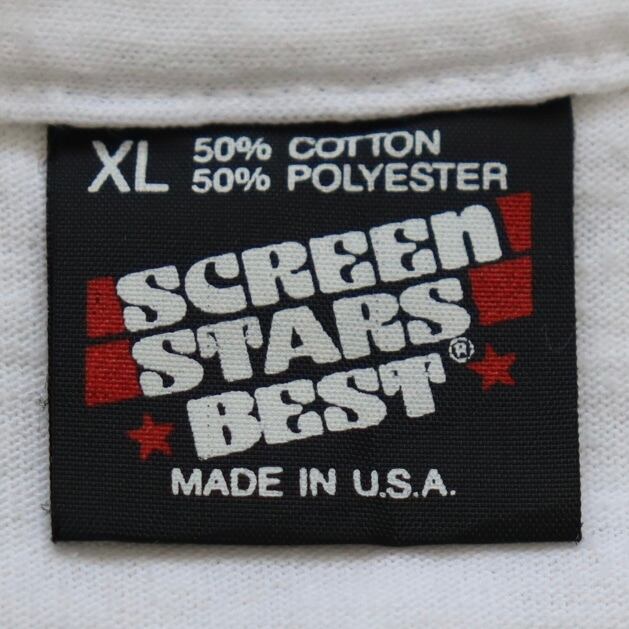 XL 50% COTTON
50% POLYESTER
SCREEN
STARS
BEST®
MADE IN U.S.A.